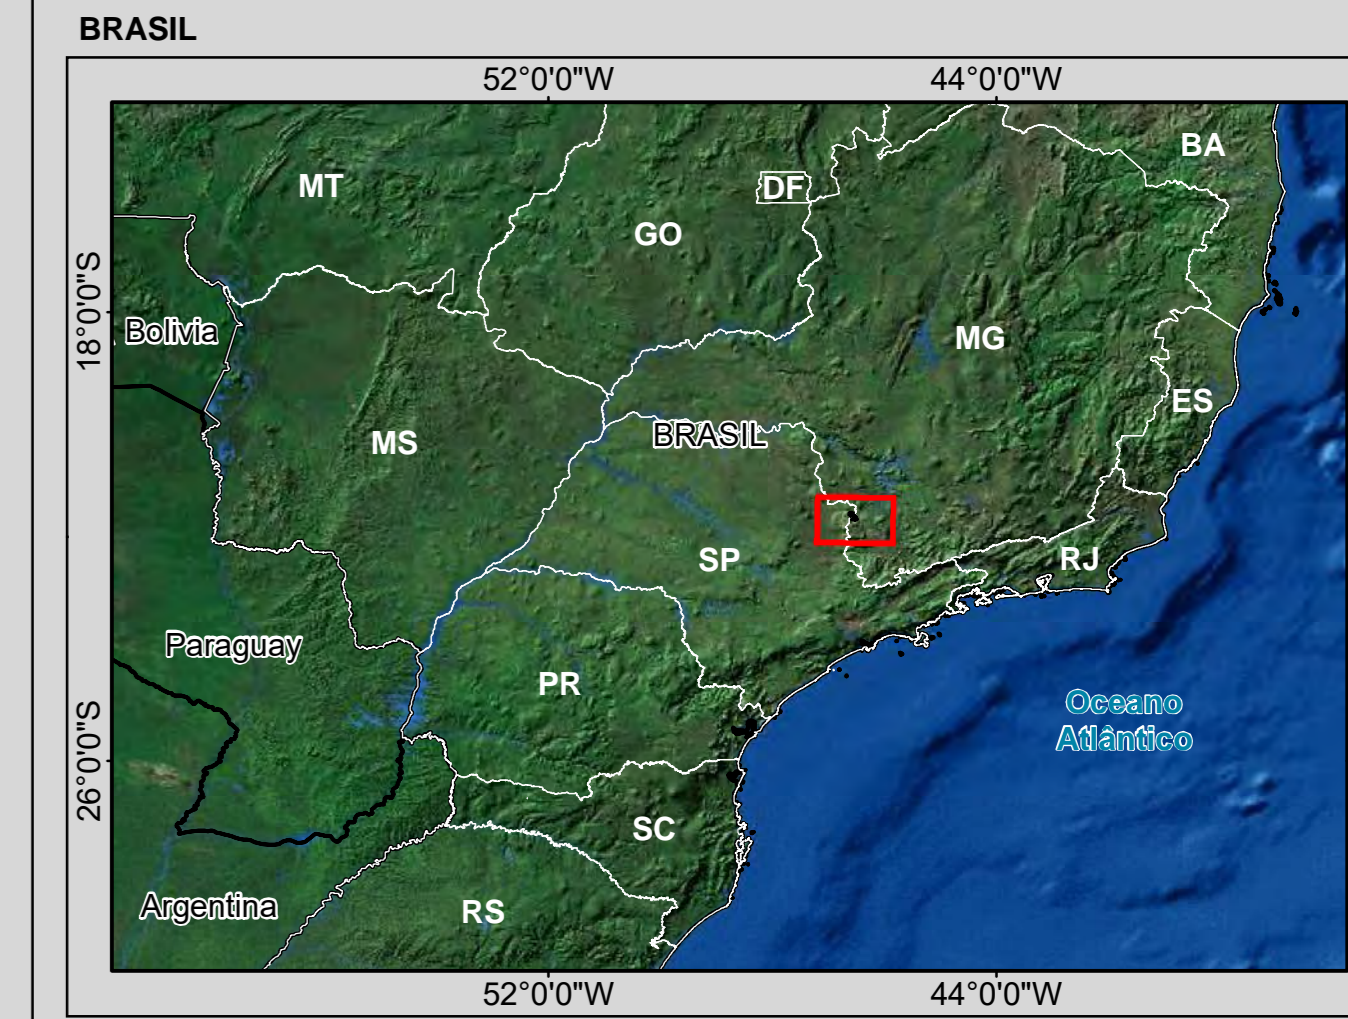 BRASIL
52°0'0"W 44°0'0"W
BA
MT
DF
GO
18°0'0"S
Bolivia
MG
ES
BRASIL
MS
SP
RJ
Paraguay
PR
Oceano
Atlântico
26°0'0"S
SC
Argentina
RS
52°0'0"W 44°0'0"W